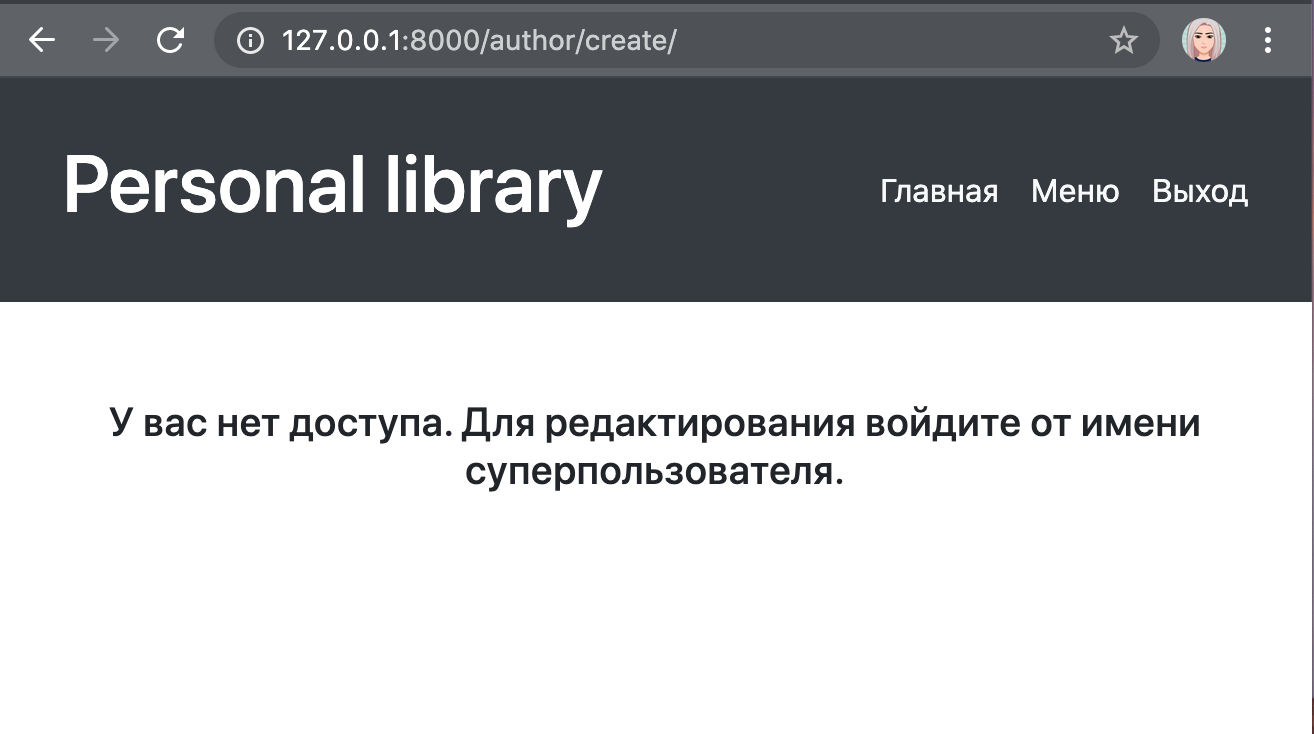 127.0.0.1:8000/author/create/
Personal library
Главная Меню Выход
У вас нет доступа. Для редактирования войдите от имени
суперпользователя.